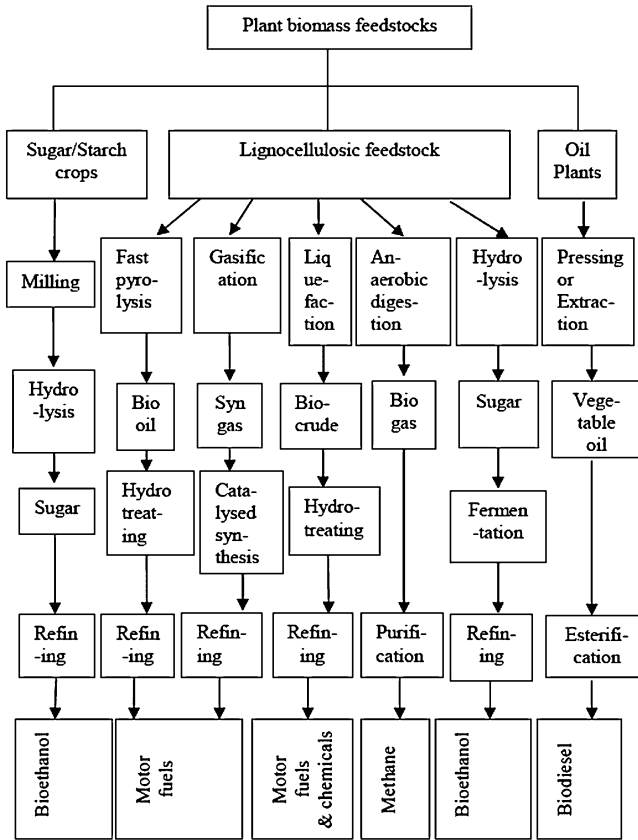 Plant biomass feedstocks
Sugar/Starch
crops
Lignocellulosic feedstock
Oil
Plants
Milling
Fast
pyro-
lysis
Gasific
ation
Liq
ue-
fac-
tion
An-
aerobic
diges-
tion
Hydro
-lysis
Pressing
or
Extrac-
tion
Hydro
-lysis
Bio
oil
Syn
gas
Bio-
crude
Bio
gas
Sugar
Vege-
table
oil
Sugar
Hydro
treat-
ing
Cata-
lysed
syn-
thesis
Hydro-
treating
Fermen
-tation
Refin
-ing
Refin-
-ing
Refin-
ing
Refin-
ing
Purifi-
cation
Refin-
ing
Esterifi-
cation
Bioethanol
Motor
fuels
Motor
fuels
& chemicals
Methane
Bioethanol
Biodiesel